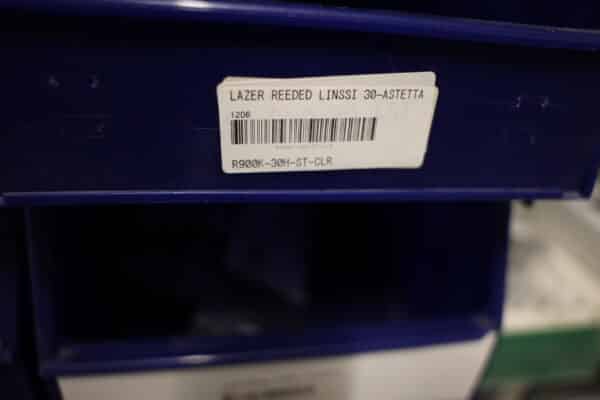 LAZER REEDED LINSSI 30-ASTETTA
1206
R900K-30H-ST-CLR